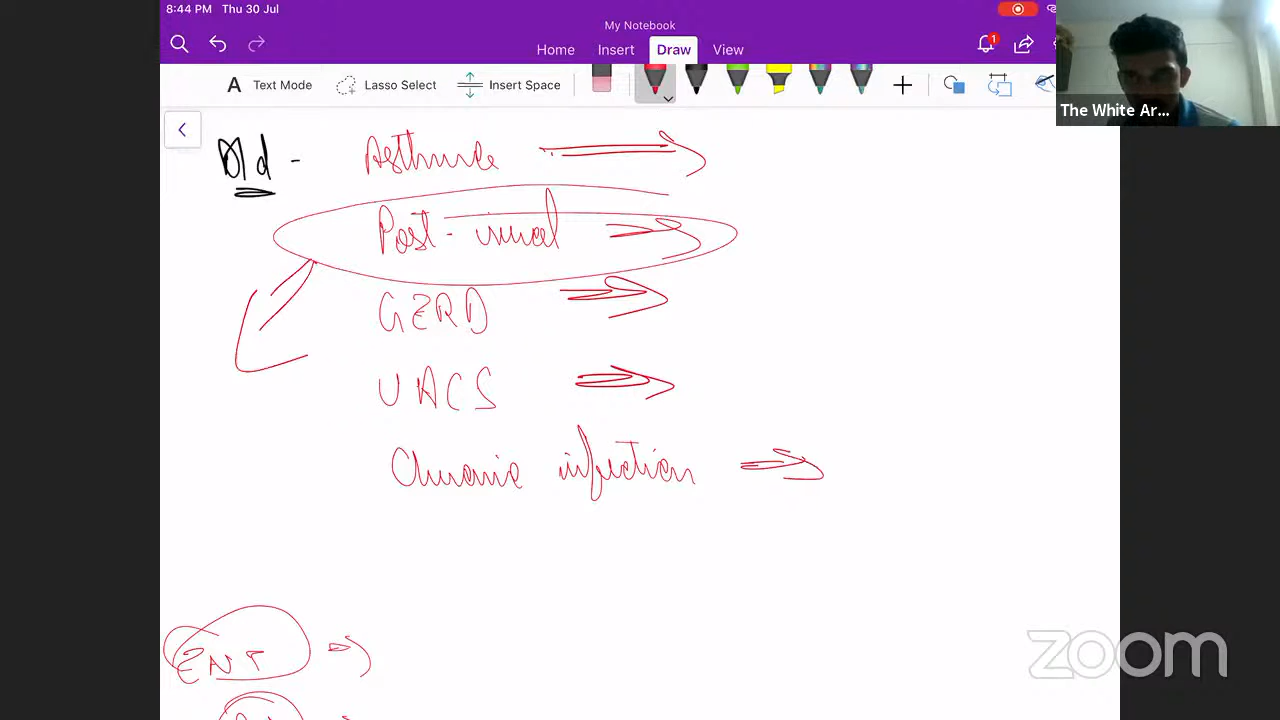 8:44 PM Thu 30 Jul
My Notebook
Home Insert Draw View
1
Text Mode Lasso Select Insert Space
The White Ar...
D/d - Asthma
Post-viral
GERD
UACS
Chronic infection
ENT
zoom